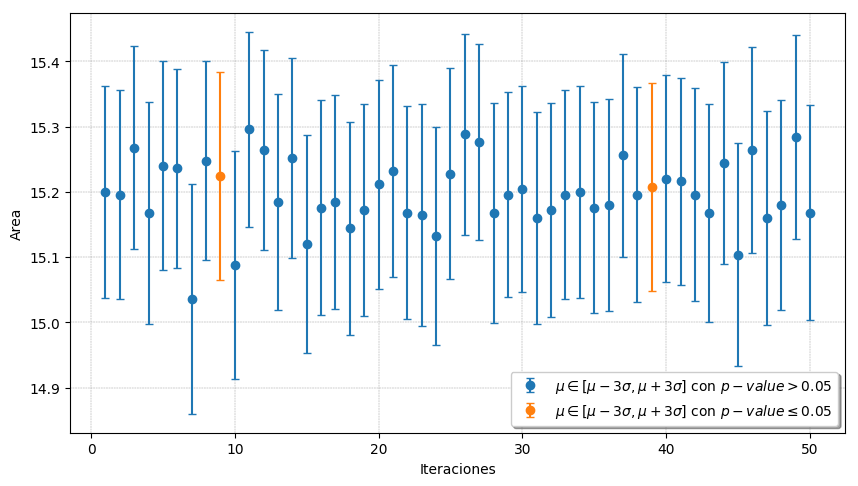 Area
15.4
15.3
15.2
15.1
15.0
14.9
0 10 20 30 40 50
Iteraciones
μ ∈ [μ − 3σ, μ + 3σ] con p − value > 0.05
μ ∈ [μ − 3σ, μ + 3σ] con p − value ≤ 0.05